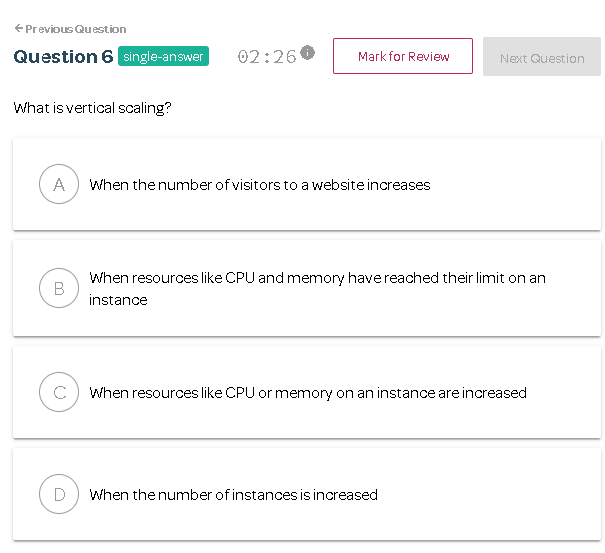 ← Previous Question
Question 6 single-answer 02:26 i Mark for Review Next Question
What is vertical scaling?
A When the number of visitors to a website increases
B When resources like CPU and memory have reached their limit on an
instance
C When resources like CPU or memory on an instance are increased
D When the number of instances is increased